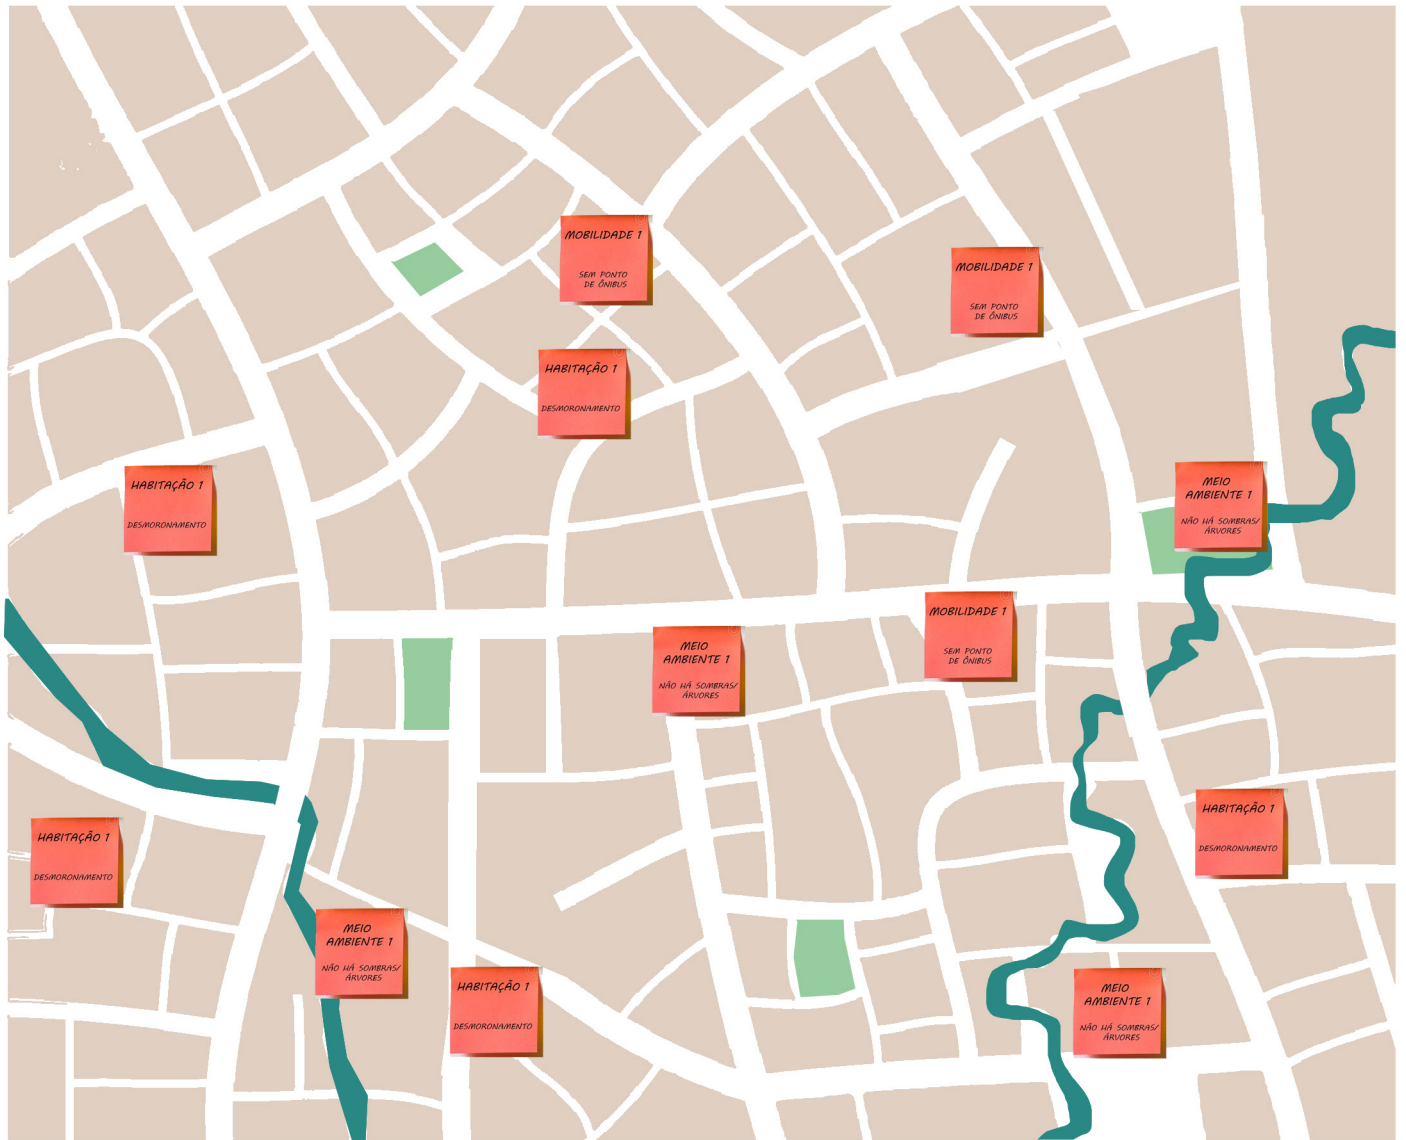 MOBILIDADE 1
SEM PONTO
DE ÔNIBUS
MOBILIDADE 1
SEM PONTO
DE ÔNIBUS
HABITAÇÃO 1
DESMORONAMENTO
HABITAÇÃO 1
DESMORONAMENTO
MEIO
AMBIENTE 1
NÃO HÁ SOMBRAS/
ÁRVORES
MOBILIDADE 1
SEM PONTO
DE ÔNIBUS
MEIO
AMBIENTE 1
NÃO HÁ SOMBRAS/
ÁRVORES
HABITAÇÃO 1
DESMORONAMENTO
HABITAÇÃO 1
DESMORONAMENTO
MEIO
AMBIENTE 1
NÃO HÁ SOMBRAS/
ÁRVORES
HABITAÇÃO 1
DESMORONAMENTO
MEIO
AMBIENTE 1
NÃO HÁ SOMBRAS/
ÁRVORES